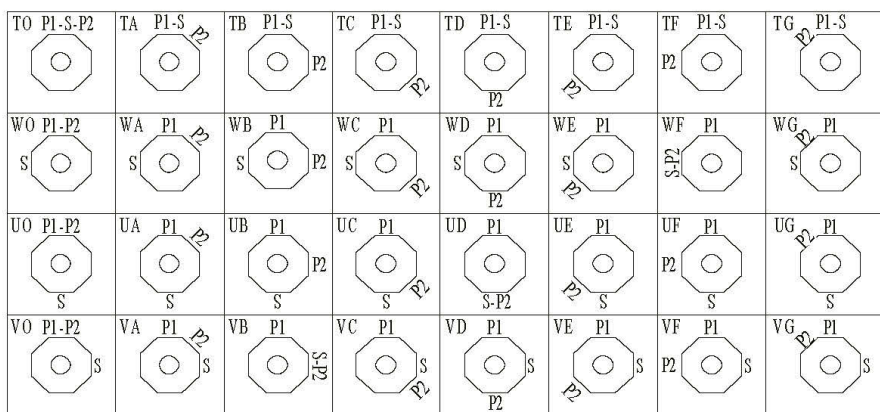 TO P1-S-P2 TA P1-S P2 TB P1-S TC P1-S TD P1-S TE P1-S TF P1-S TG P1-S P2
P2 P2
P2 P2 P2
WO P1-P2 WA P1 P2 WB P1 WC P1 WD P1 WE P1 WF P1 WG P1 P2
S S S P2 S S S S-P2 S
P2 P2 P2
UO P1-P2 UA P1 P2 UB P1 UC P1 UD P1 UE P1 UF P1 UG P1 P2
P2 P2
S S S S P2 S-P2 P2 S S S
VO P1-P2 VA P1 P2 VB P1 VC P1 VD P1 VE P1 VF P1 VG P1 P2
S S S-P2 S S S P2 S S
P2 P2 P2